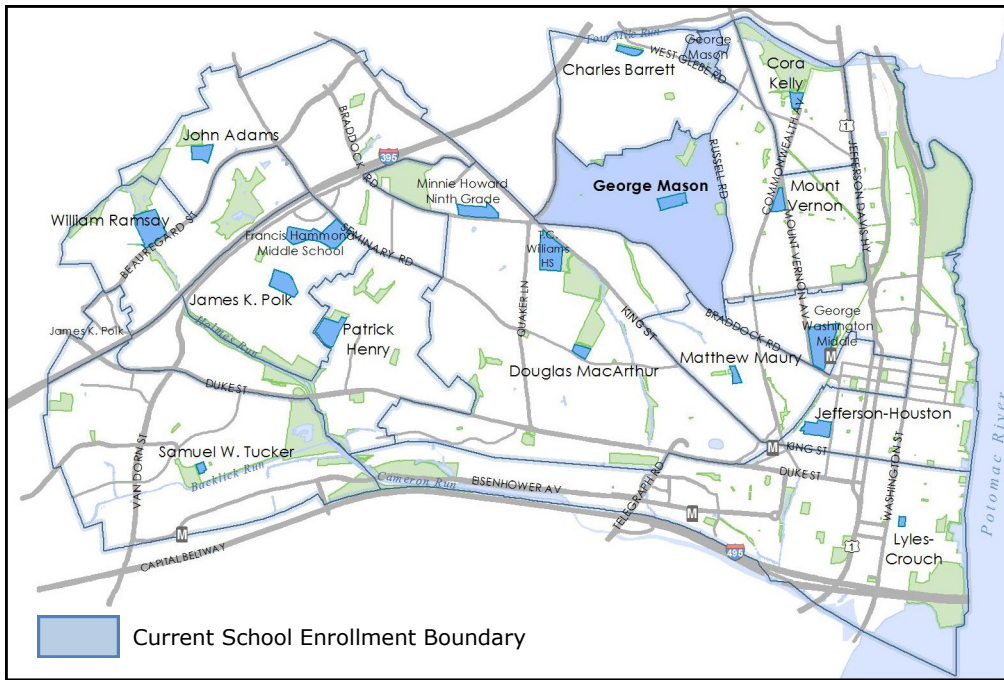 Four Mile Run
George
Mason
WEST GLEBE RD
Charles Barrett
Cora
Kelly
COMMONWEALTH AV
1
JEFFERSON DAVIS HY
John Adams
BRADDOCK RD
395
Minnie Howard
Ninth Grade
George Mason
RUSSELL RD
Mount
Vernon
MOUNT VERNON AV
William Ramsay
BEAUREGARD ST
Francis Hammond
Middle School
SEMINARY RD
T.C.
Williams
HS
James K. Polk
James K. Polk
Holmes Run
Patrick
Henry
QUAKER LN
KING ST
BRADDOCK RD
George
Washington
Middle
M
Douglas MacArthur
Matthew Maury
DUKE ST
Jefferson-Houston
M
KING ST
DUKE ST
WASHINGTON ST
Potomac River
Samuel W. Tucker
Backlick Run
VAN DORN ST
Cameron Run
EISENHOWER AV
TELEGRAPH RD
M
M
CAPITAL BELTWAY
495
1
Lyles-
Crouch
Current School Enrollment Boundary